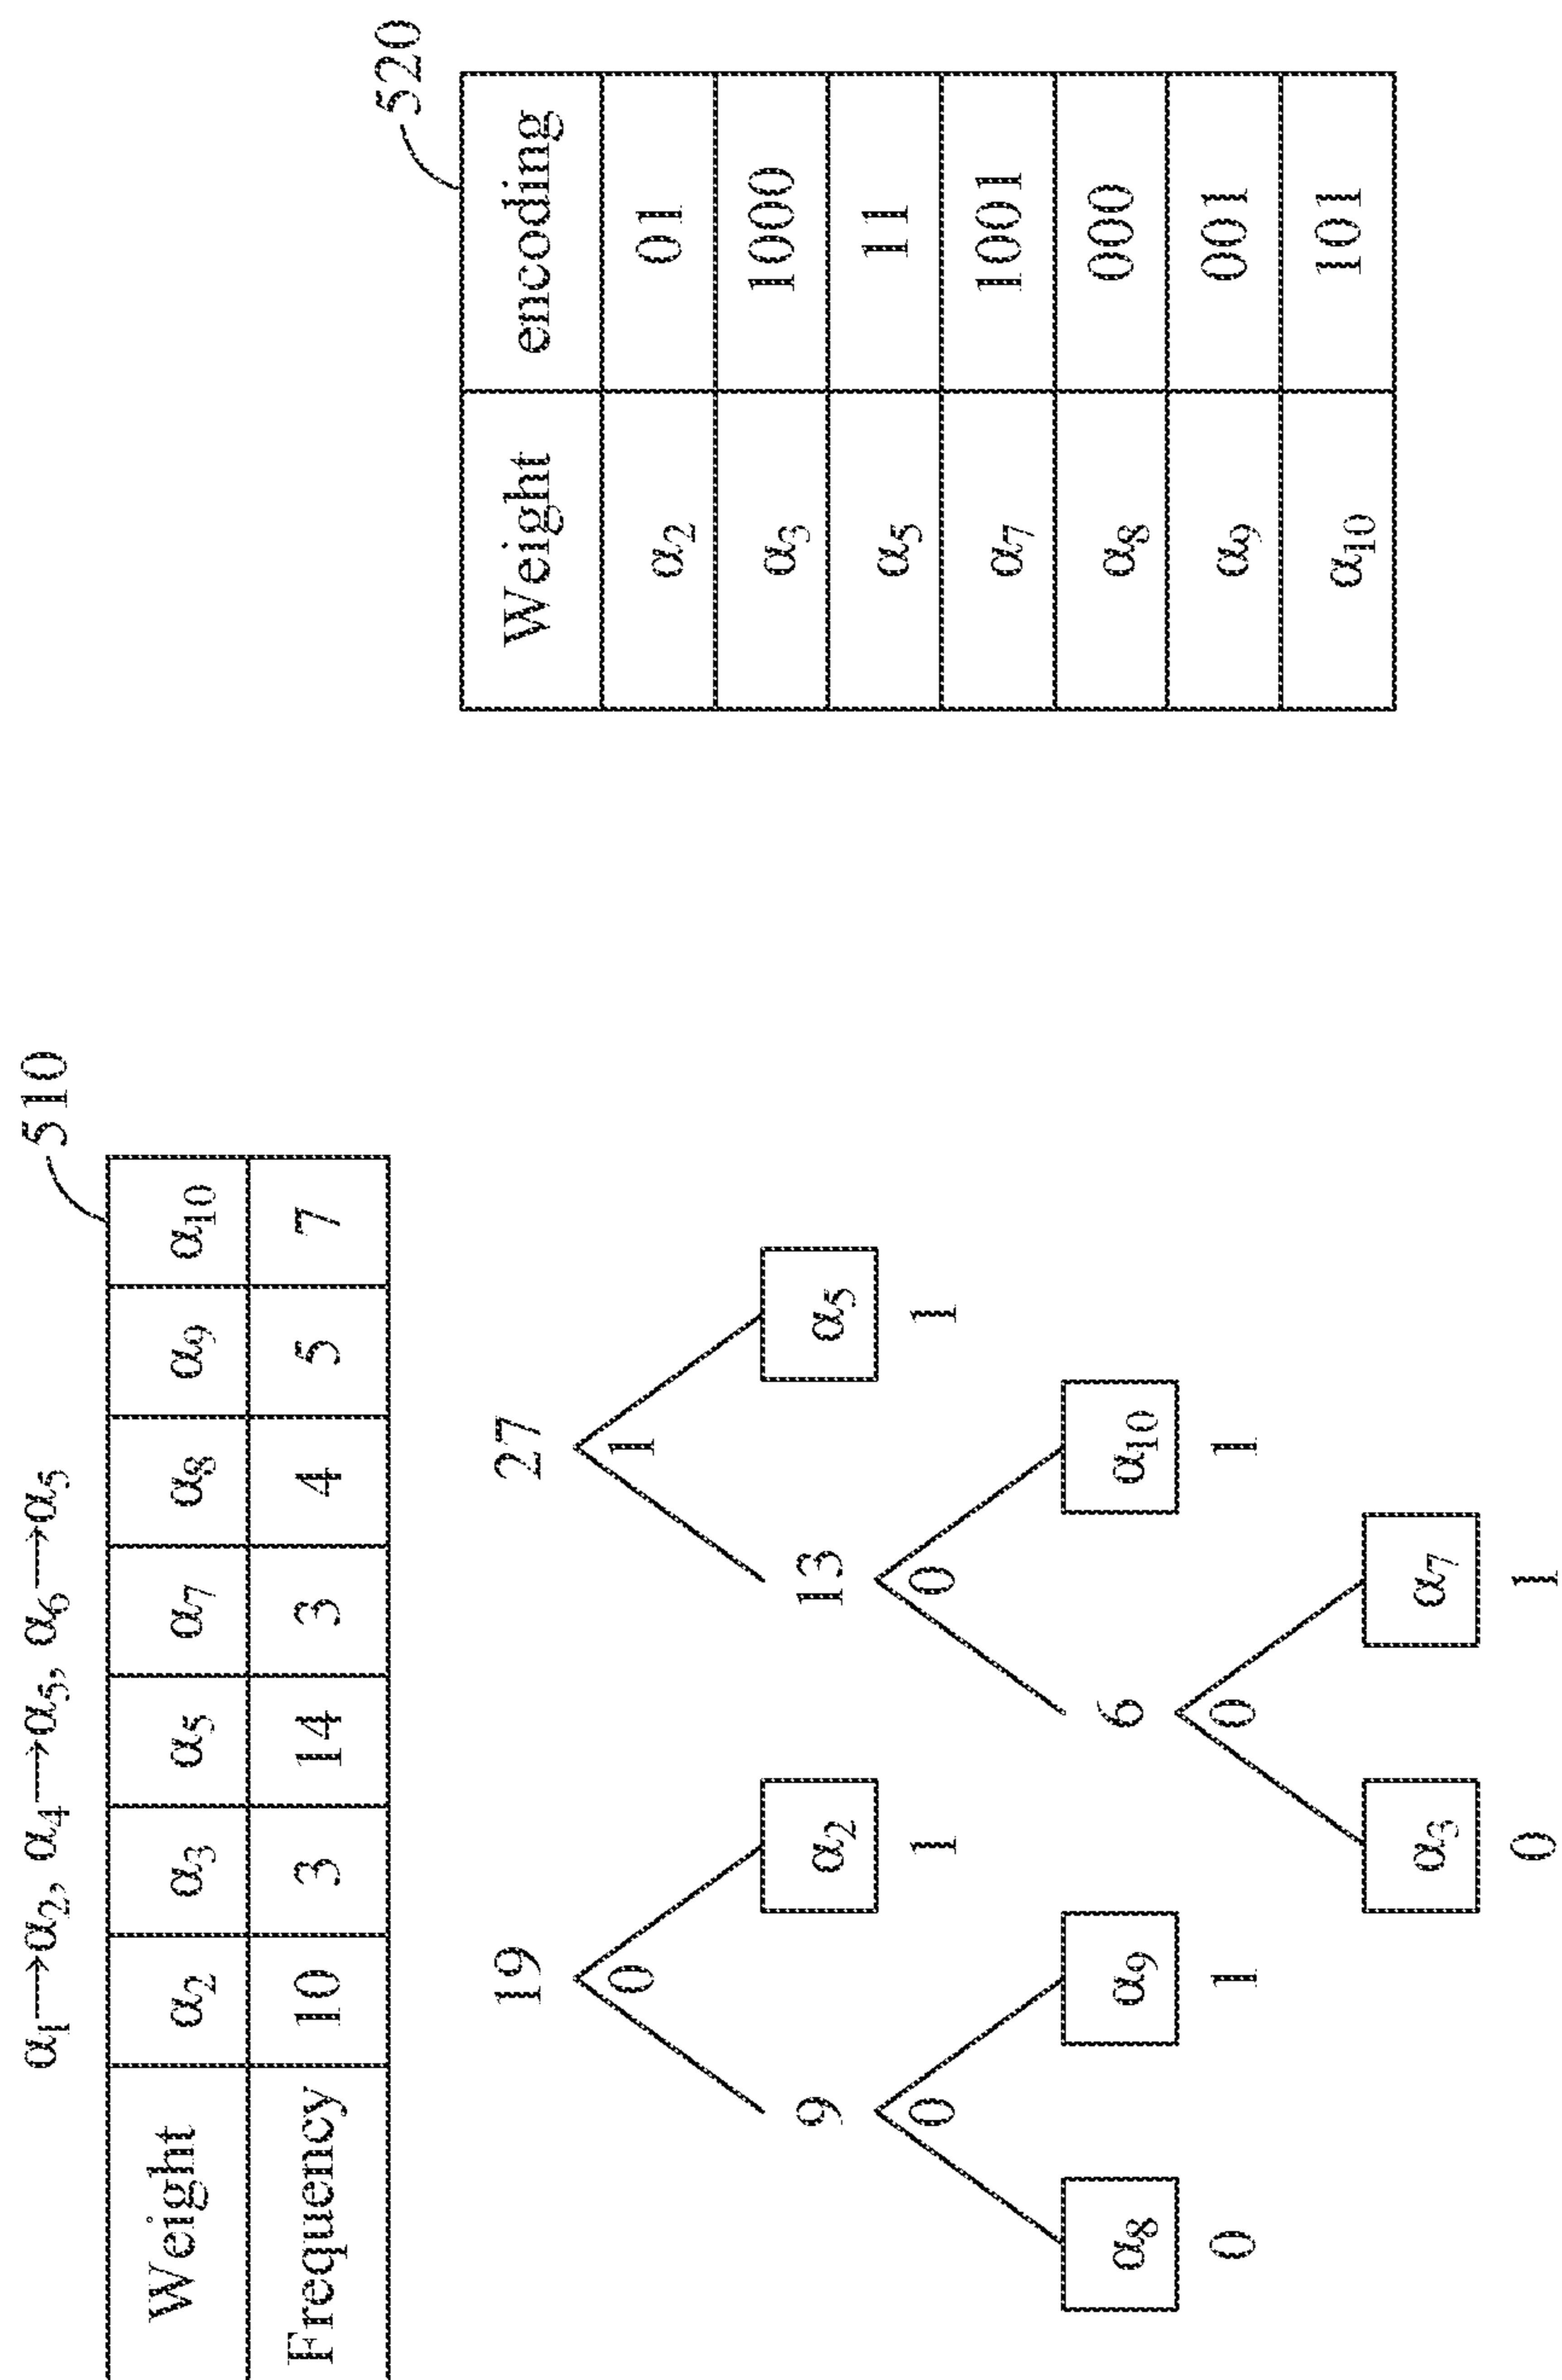 α₁→α₂, α₄→α₅, α₆→α₅
510
Weight α₂ α₃ α₅ α₇ α₈ α₉ α₁₀
Frequency 10 3 14 3 4 5 7
19 27
0 1
9 α₂ 13 α₅
0 1 0 1
α₈ α₉ 6 α₁₀
0 1 0 1
α₃ α₇
0 1
520
Weight encoding
α₂ 01
α₃ 1000
α₅ 11
α₇ 1001
α₈ 000
α₉ 001
α₁₀ 101